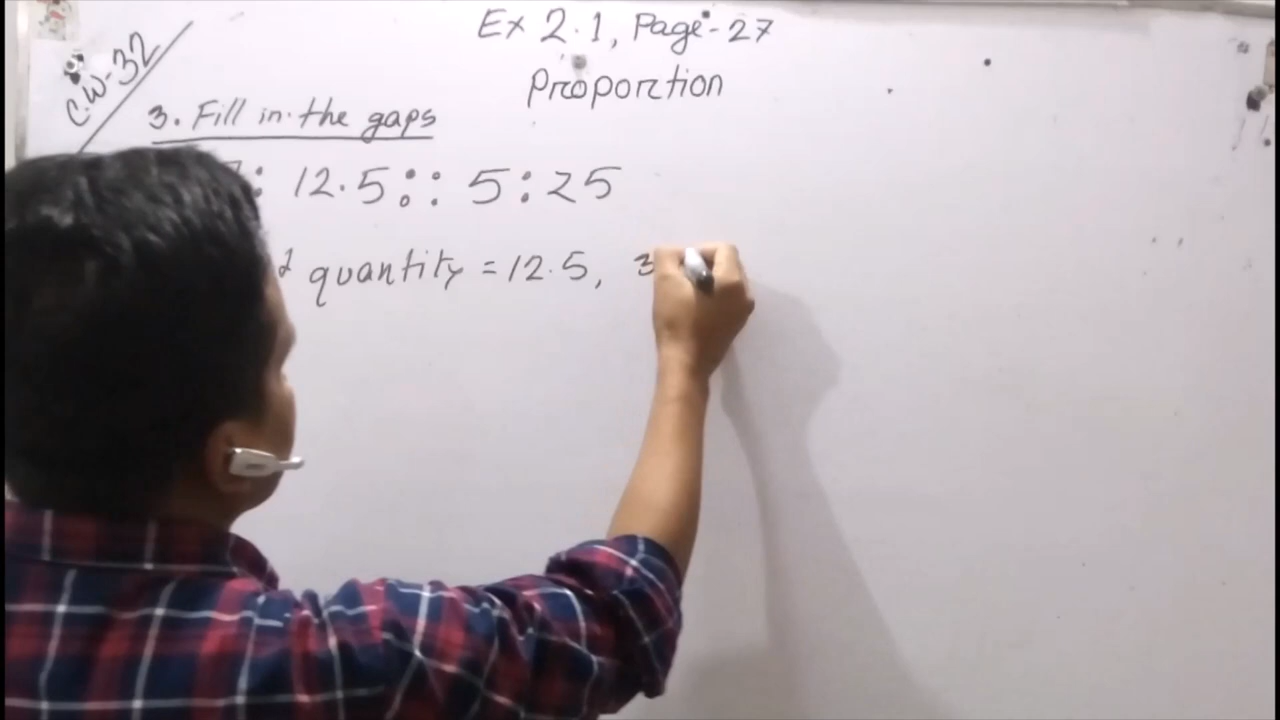 Ex 2.1, Page-27
Proportion
C.W-32
3. Fill in the gaps
: 12.5 :: 5 : 25
quantity = 12.5, 3